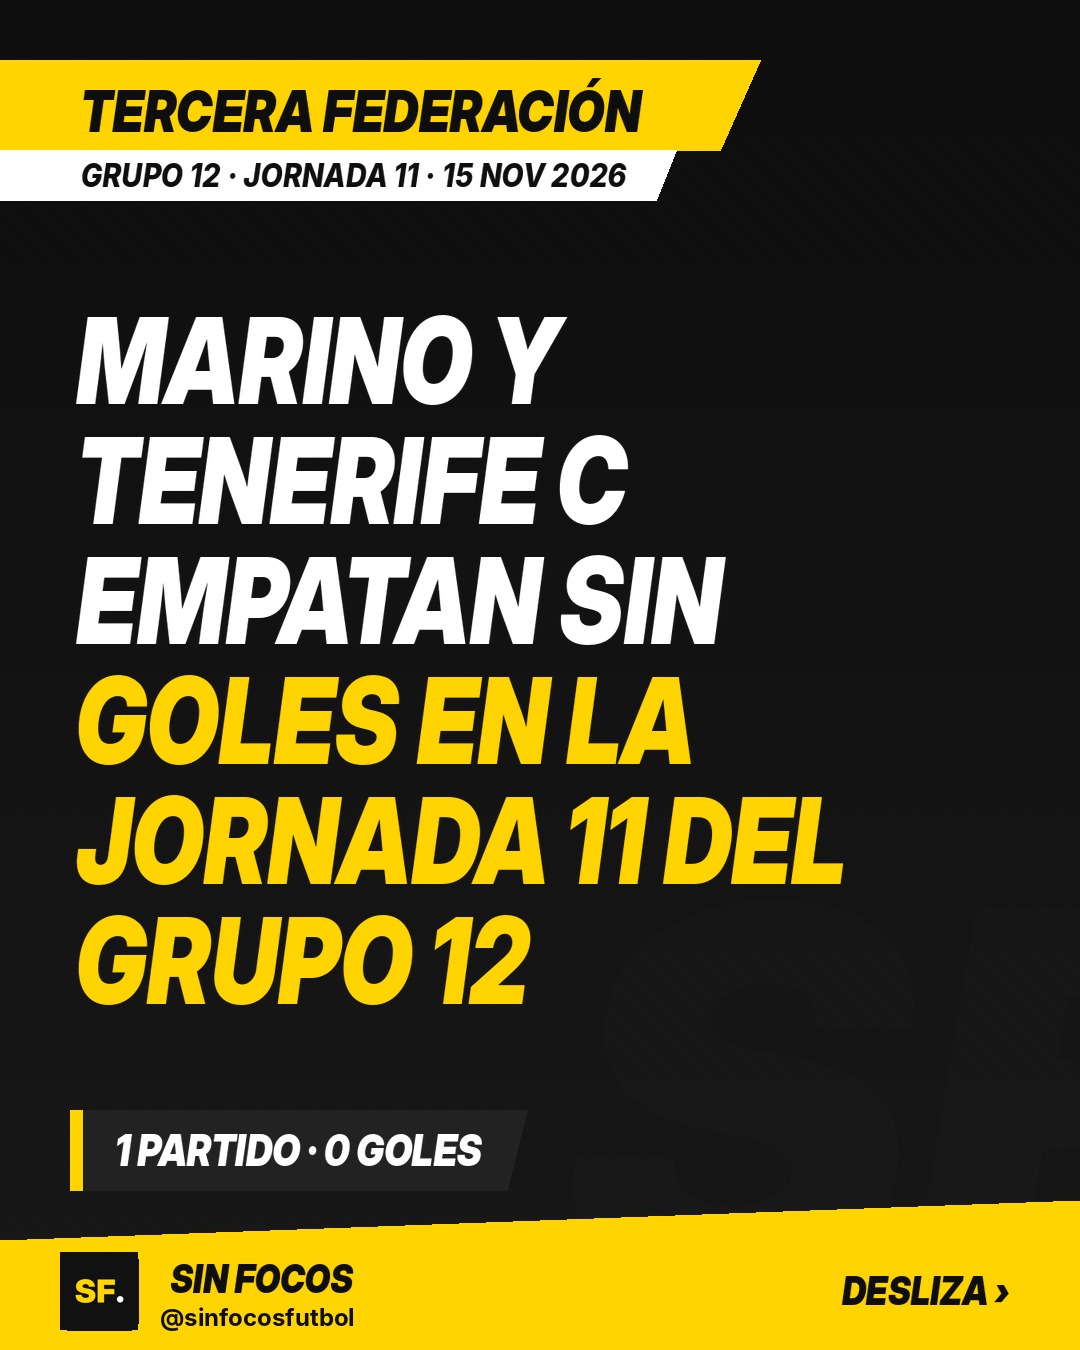 TERCERA FEDERACIÓN
GRUPO 12 · JORNADA 11 · 15 NOV 2026
MARINO Y
TENERIFE C
EMPATAN SIN
GOLES EN LA
JORNADA 11 DEL
GRUPO 12
1 PARTIDO · 0 GOLES
SF.
SIN FOCOS
@sinfocosfutbol
DESLIZA ›
SF